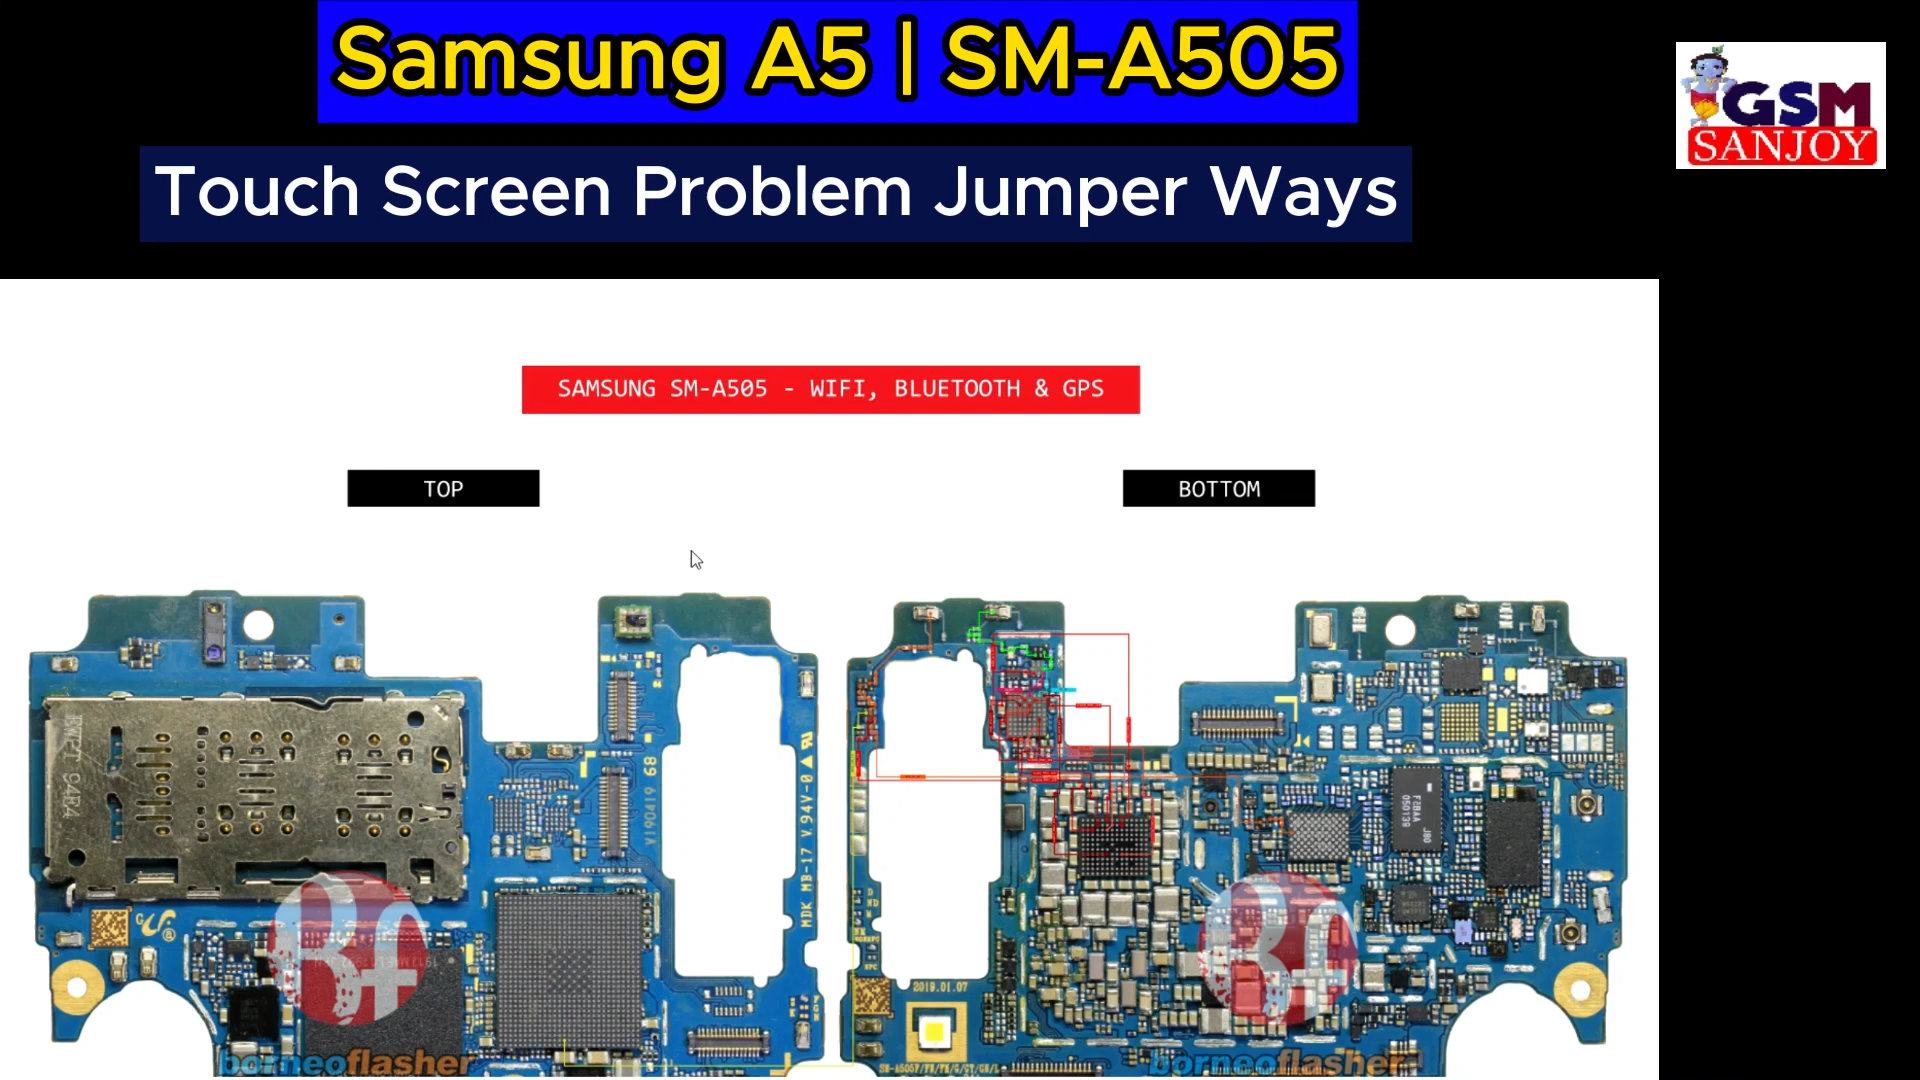 Samsung A5 | SM-A505
GSM
SANJOY
Touch Screen Problem Jumper Ways
SAMSUNG SM-A505 - WIFI, BLUETOOTH & GPS
TOP
BOTTOM
V190419 68
MDK MB-17 V.94V-0
2019.01.07
borneoflasher
borneoflasher